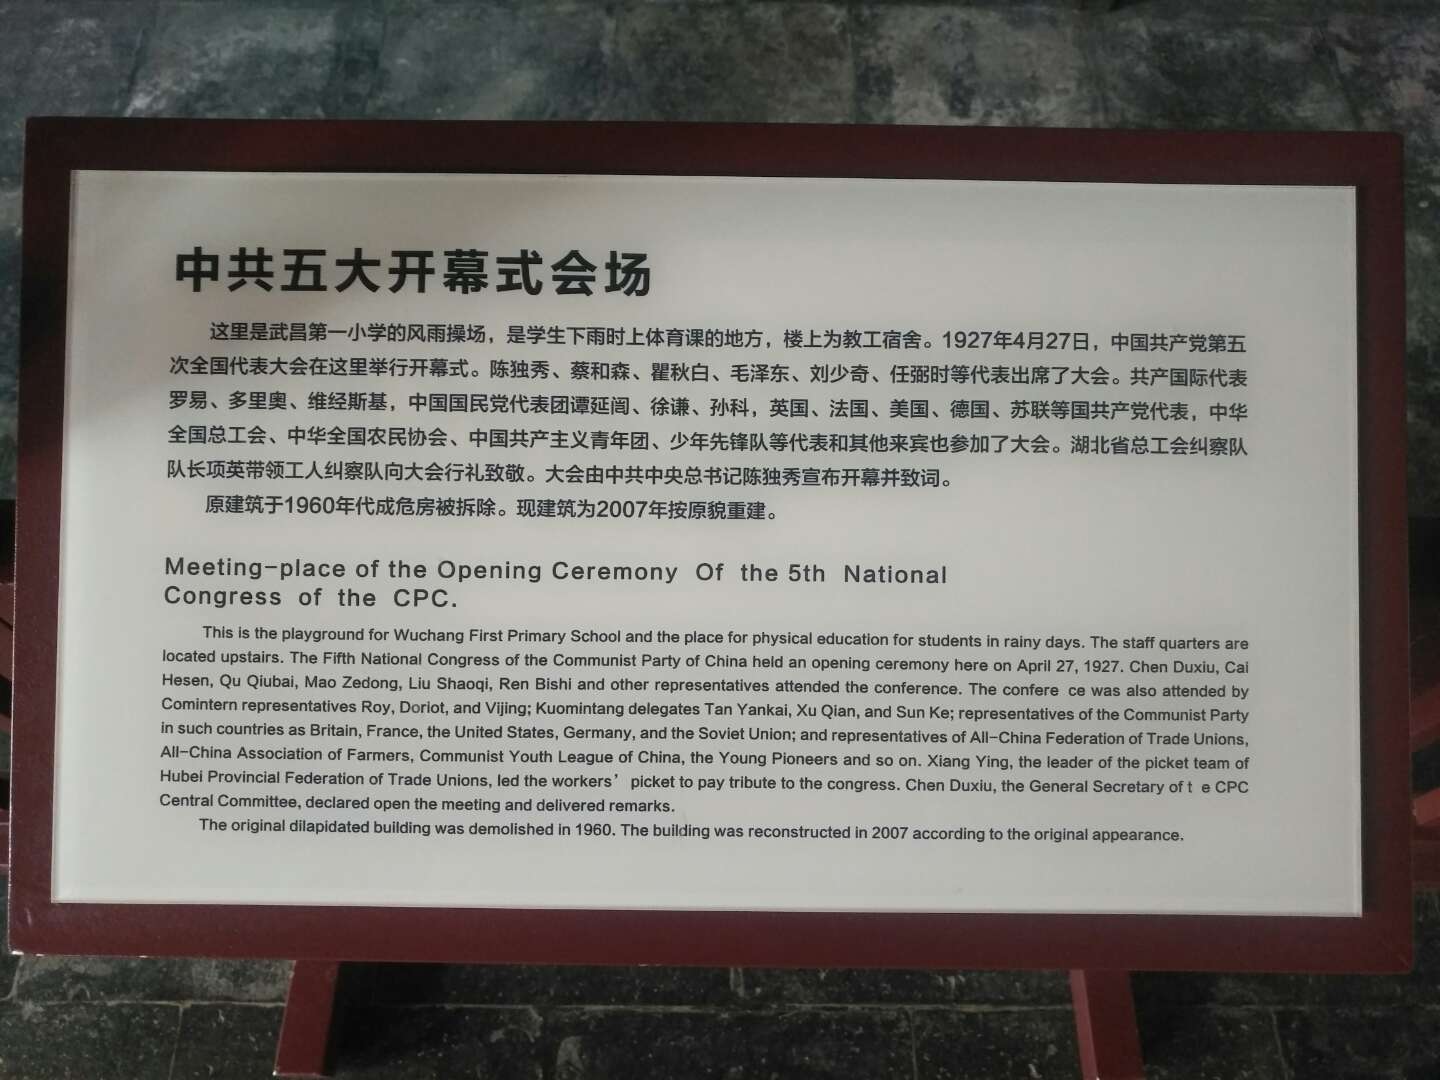 中共五大开幕式会场
这里是武昌第一小学的风雨操场，是学生下雨时上体育课的地方，楼上为教工宿舍。1927年4月27日，中国共产党第五
次全国代表大会在这里举行开幕式。陈独秀、蔡和森、瞿秋白、毛泽东、刘少奇、任弼时等代表出席了大会。共产国际代表
罗易、多里奥、维经斯基，中国国民党代表团谭延闿、徐谦、孙科，英国、法国、美国、德国、苏联等国共产党代表，中华
全国总工会、中华全国农民协会、中国共产主义青年团、少年先锋队等代表和其他来宾也参加了大会。湖北省总工会纠察队
队长项英带领工人纠察队向大会行礼致敬。大会由中共中央总书记陈独秀宣布开幕并致词。
原建筑于1960年代成危房被拆除。现建筑为2007年按原貌重建。
Meeting-place of the Opening Ceremony Of the 5th National
Congress of the CPC.
This is the playground for Wuchang First Primary School and the place for physical education for students in rainy days. The staff quarters are
located upstairs. The Fifth National Congress of the Communist Party of China held an opening ceremony here on April 27, 1927. Chen Duxiu, Cai
Hesen, Qu Qiubai, Mao Zedong, Liu Shaoqi, Ren Bishi and other representatives attended the conference. The confere ce was also attended by
Comintern representatives Roy, Doriot, and Vijing; Kuomintang delegates Tan Yankai, Xu Qian, and Sun Ke; representatives of the Communist Party
in such countries as Britain, France, the United States, Germany, and the Soviet Union; and representatives of All-China Federation of Trade Unions,
All-China Association of Farmers, Communist Youth League of China, the Young Pioneers and so on. Xiang Ying, the leader of the picket team of
Hubei Provincial Federation of Trade Unions, led the workers’ picket to pay tribute to the congress. Chen Duxiu, the General Secretary of t e CPC
Central Committee, declared open the meeting and delivered remarks.
The original dilapidated building was demolished in 1960. The building was reconstructed in 2007 according to the original appearance.